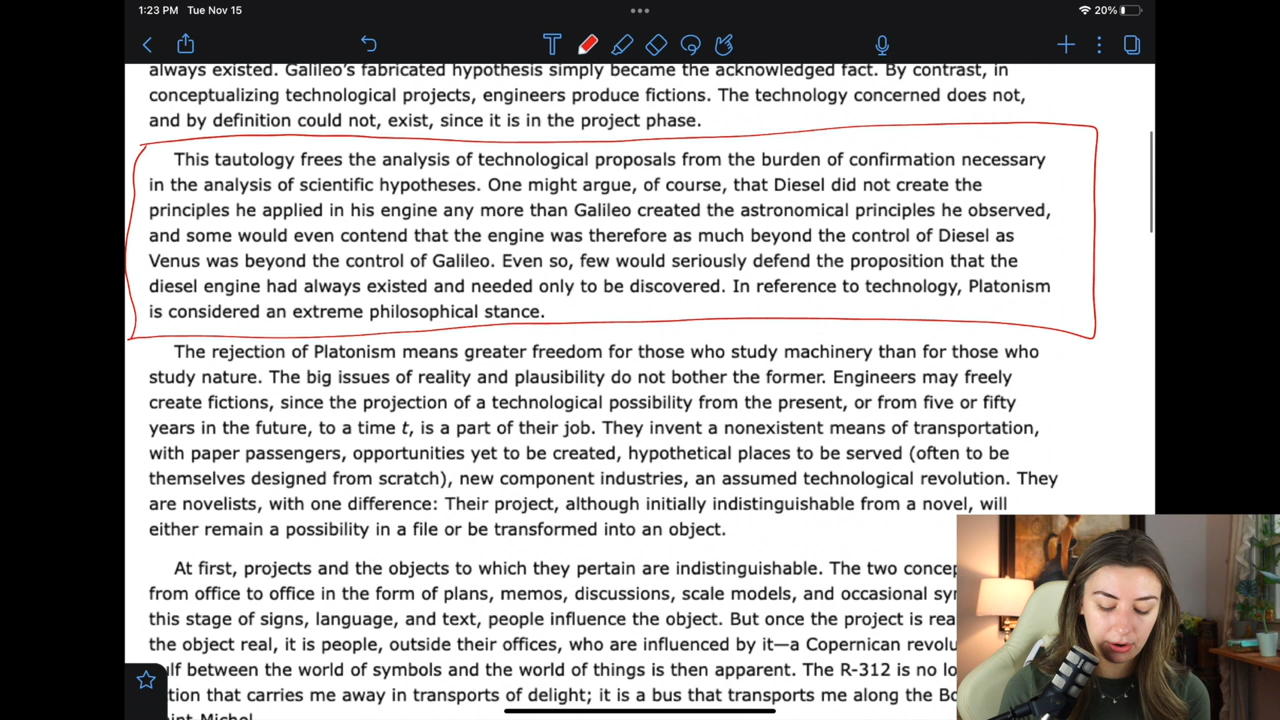 1:23 PM Tue Nov 15
20%
always existed. Galileo's fabricated hypothesis simply became the acknowledged fact. By contrast, in
conceptualizing technological projects, engineers produce fictions. The technology concerned does not,
and by definition could not, exist, since it is in the project phase.
This tautology frees the analysis of technological proposals from the burden of confirmation necessary
in the analysis of scientific hypotheses. One might argue, of course, that Diesel did not create the
principles he applied in his engine any more than Galileo created the astronomical principles he observed,
and some would even contend that the engine was therefore as much beyond the control of Diesel as
Venus was beyond the control of Galileo. Even so, few would seriously defend the proposition that the
diesel engine had always existed and needed only to be discovered. In reference to technology, Platonism
is considered an extreme philosophical stance.
The rejection of Platonism means greater freedom for those who study machinery than for those who
study nature. The big issues of reality and plausibility do not bother the former. Engineers may freely
create fictions, since the projection of a technological possibility from the present, or from five or fifty
years in the future, to a time t, is a part of their job. They invent a nonexistent means of transportation,
with paper passengers, opportunities yet to be created, hypothetical places to be served (often to be
themselves designed from scratch), new component industries, an assumed technological revolution. They
are novelists, with one difference: Their project, although initially indistinguishable from a novel, will
either remain a possibility in a file or be transformed into an object.
At first, projects and the objects to which they pertain are indistinguishable. The two
from office to office in the form of plans, memos, discussions, scale models, and occasional
this stage of signs, language, and text, people influence the object. But once the project is
the object real, it is people, outside their offices, who are influenced by it—a Copernican
between the world of symbols and the world of things is then apparent. The R-312 is no
that carries me away in transports of delight; it is a bus that transports me along the
Michel